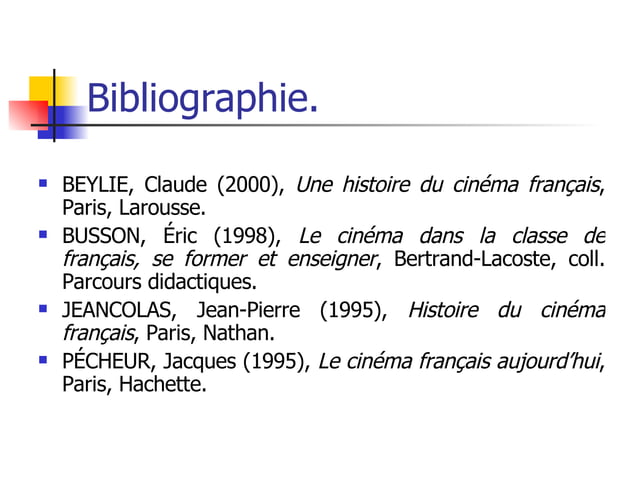 Bibliographie.
BEYLIE, Claude (2000), Une histoire du cinéma français,
Paris, Larousse.
BUSSON, Éric (1998), Le cinéma dans la classe de
français, se former et enseigner, Bertrand-Lacoste, coll.
Parcours didactiques.
JEANCOLAS, Jean-Pierre (1995), Histoire du cinéma
français, Paris, Nathan.
PÉCHEUR, Jacques (1995), Le cinéma français aujourd’hui,
Paris, Hachette.